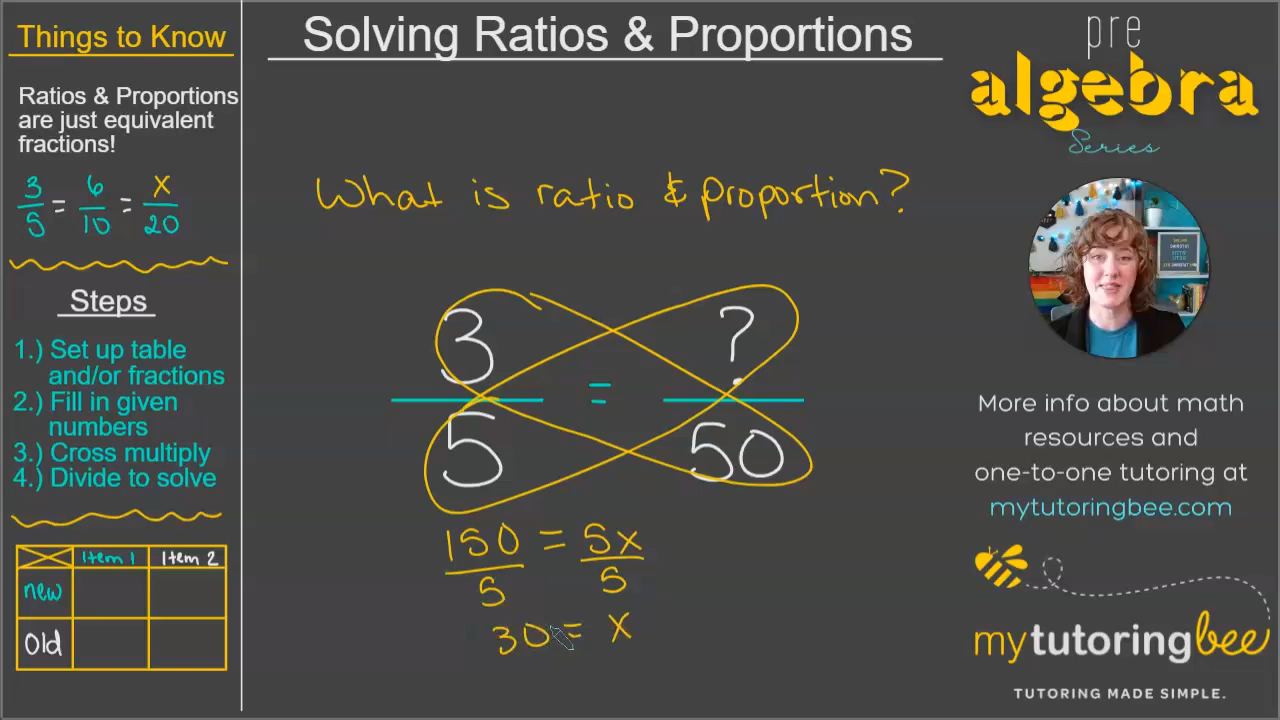 Things to Know
Ratios & Proportions
are just equivalent
fractions!
3/5 = 6/10 = x/20
Steps
1.) Set up table
and/or fractions
2.) Fill in given
numbers
3.) Cross multiply
4.) Divide to solve
Item 1 Item 2
new
old
Solving Ratios & Proportions
What is ratio & proportion?
3 ?
=
5 50
150 = 5x
5 5
30 = x
pre
algebra
Series
More info about math
resources and
one-to-one tutoring at
mytutoringbee.com
mytutoringbee
TUTORING MADE SIMPLE.